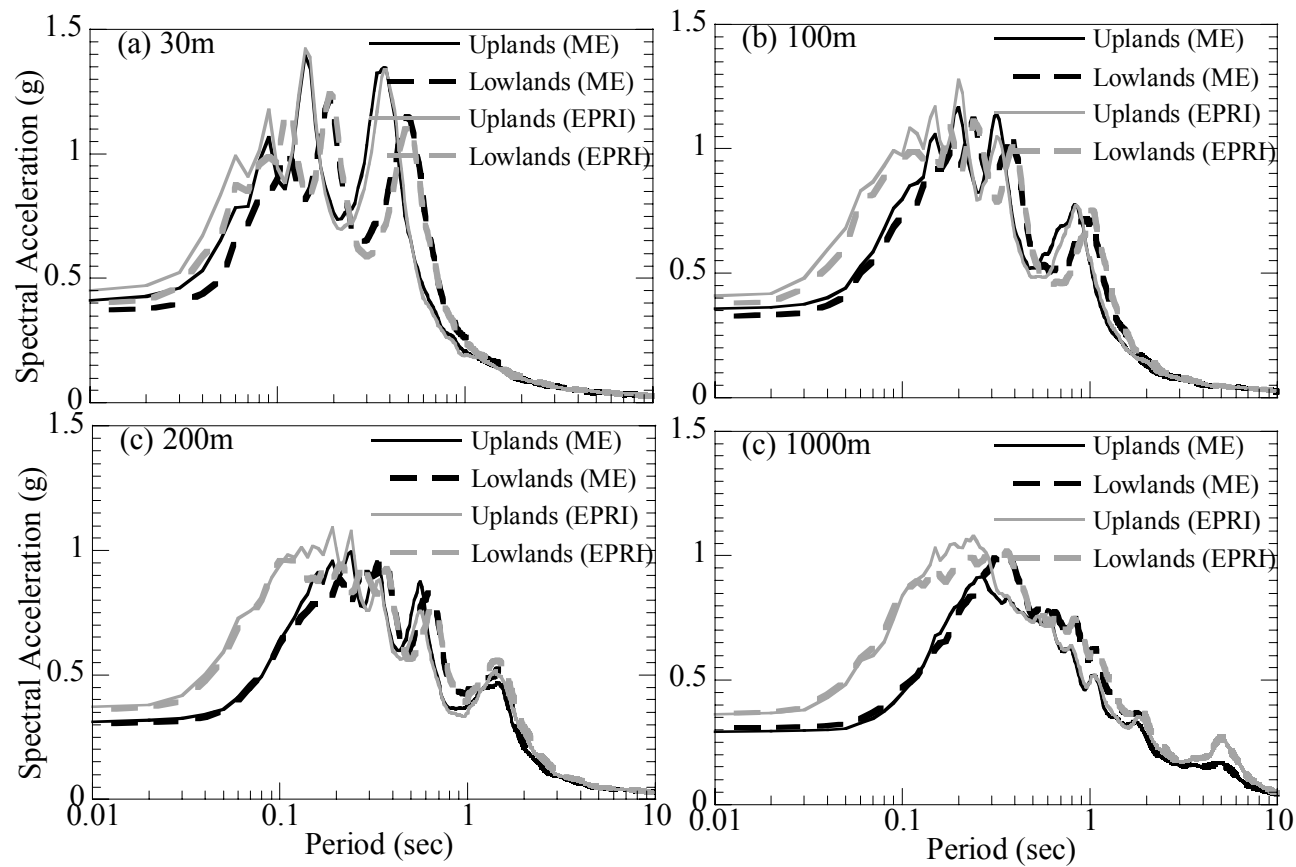 1.5
(a) 30m
Uplands (ME)
Lowlands (ME)
Uplands (EPRI)
Lowlands (EPRI)
1
0.5
0
Spectral Acceleration (g)
1.5
(b) 100m
Uplands (ME)
Lowlands (ME)
Uplands (EPRI)
Lowlands (EPRI)
1
0.5
0
1.5
(c) 200m
Uplands (ME)
Lowlands (ME)
Uplands (EPRI)
Lowlands (EPRI)
1
0.5
0
Spectral Acceleration (g)
0.01
0.1
1
10
Period (sec)
1.5
(c) 1000m
Uplands (ME)
Lowlands (ME)
Uplands (EPRI)
Lowlands (EPRI)
1
0.5
0
0.01
0.1
1
10
Period (sec)